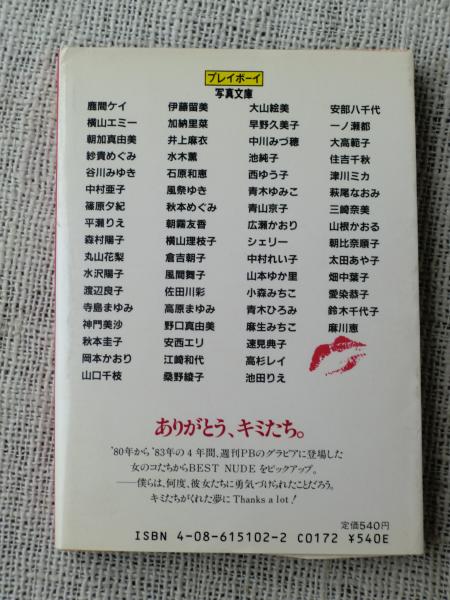 プレイボーイ
写真文庫
鹿間ケイ 伊藤留美 大山絵美 安部八千代
横山エミー 加納里菜 早野久美子 一ノ瀬都
朝加真由美 井上麻衣 中川みづ穂 大高範子
紗貴めぐみ 水木薫 池純子 住吉千秋
谷川みゆき 石原和恵 西ゆう子 津川ミカ
中村亜子 風祭ゆき 青木ゆみこ 萩尾なおみ
篠原夕紀 秋本めぐみ 青山京子 三崎奈美
平瀬りえ 朝霧友香 広瀬かおり 山根かおる
森村陽子 横山理枝子 シェリー 朝比奈順子
丸山花梨 倉吉朝子 中村れい子 太田あや子
水沢陽子 風間舞子 山本ゆか里 畑中葉子
渡辺良子 佐田川彩 小森みちこ 愛染恭子
寺島まゆみ 高原まゆみ 青木ひろみ 鈴木千代子
神門美沙 野口真由美 麻生みちこ 麻川恵
秋本圭子 安西エリ 速見典子
岡本かおり 江崎和代 高杉レイ
山口千枝 桑野綾子 池田りえ
ありがとう、キミたち。
'80年から'83年の4年間、週刊PBのグラビアに登場した
女のコたちからBEST NUDEをピックアップ。
──僕らは、何度、彼女たちに勇気づけられたことだろう。
キミたちがくれた夢にThanks a lot！
定価540円
ISBN 4-08-615102-2 C0172 ¥540E